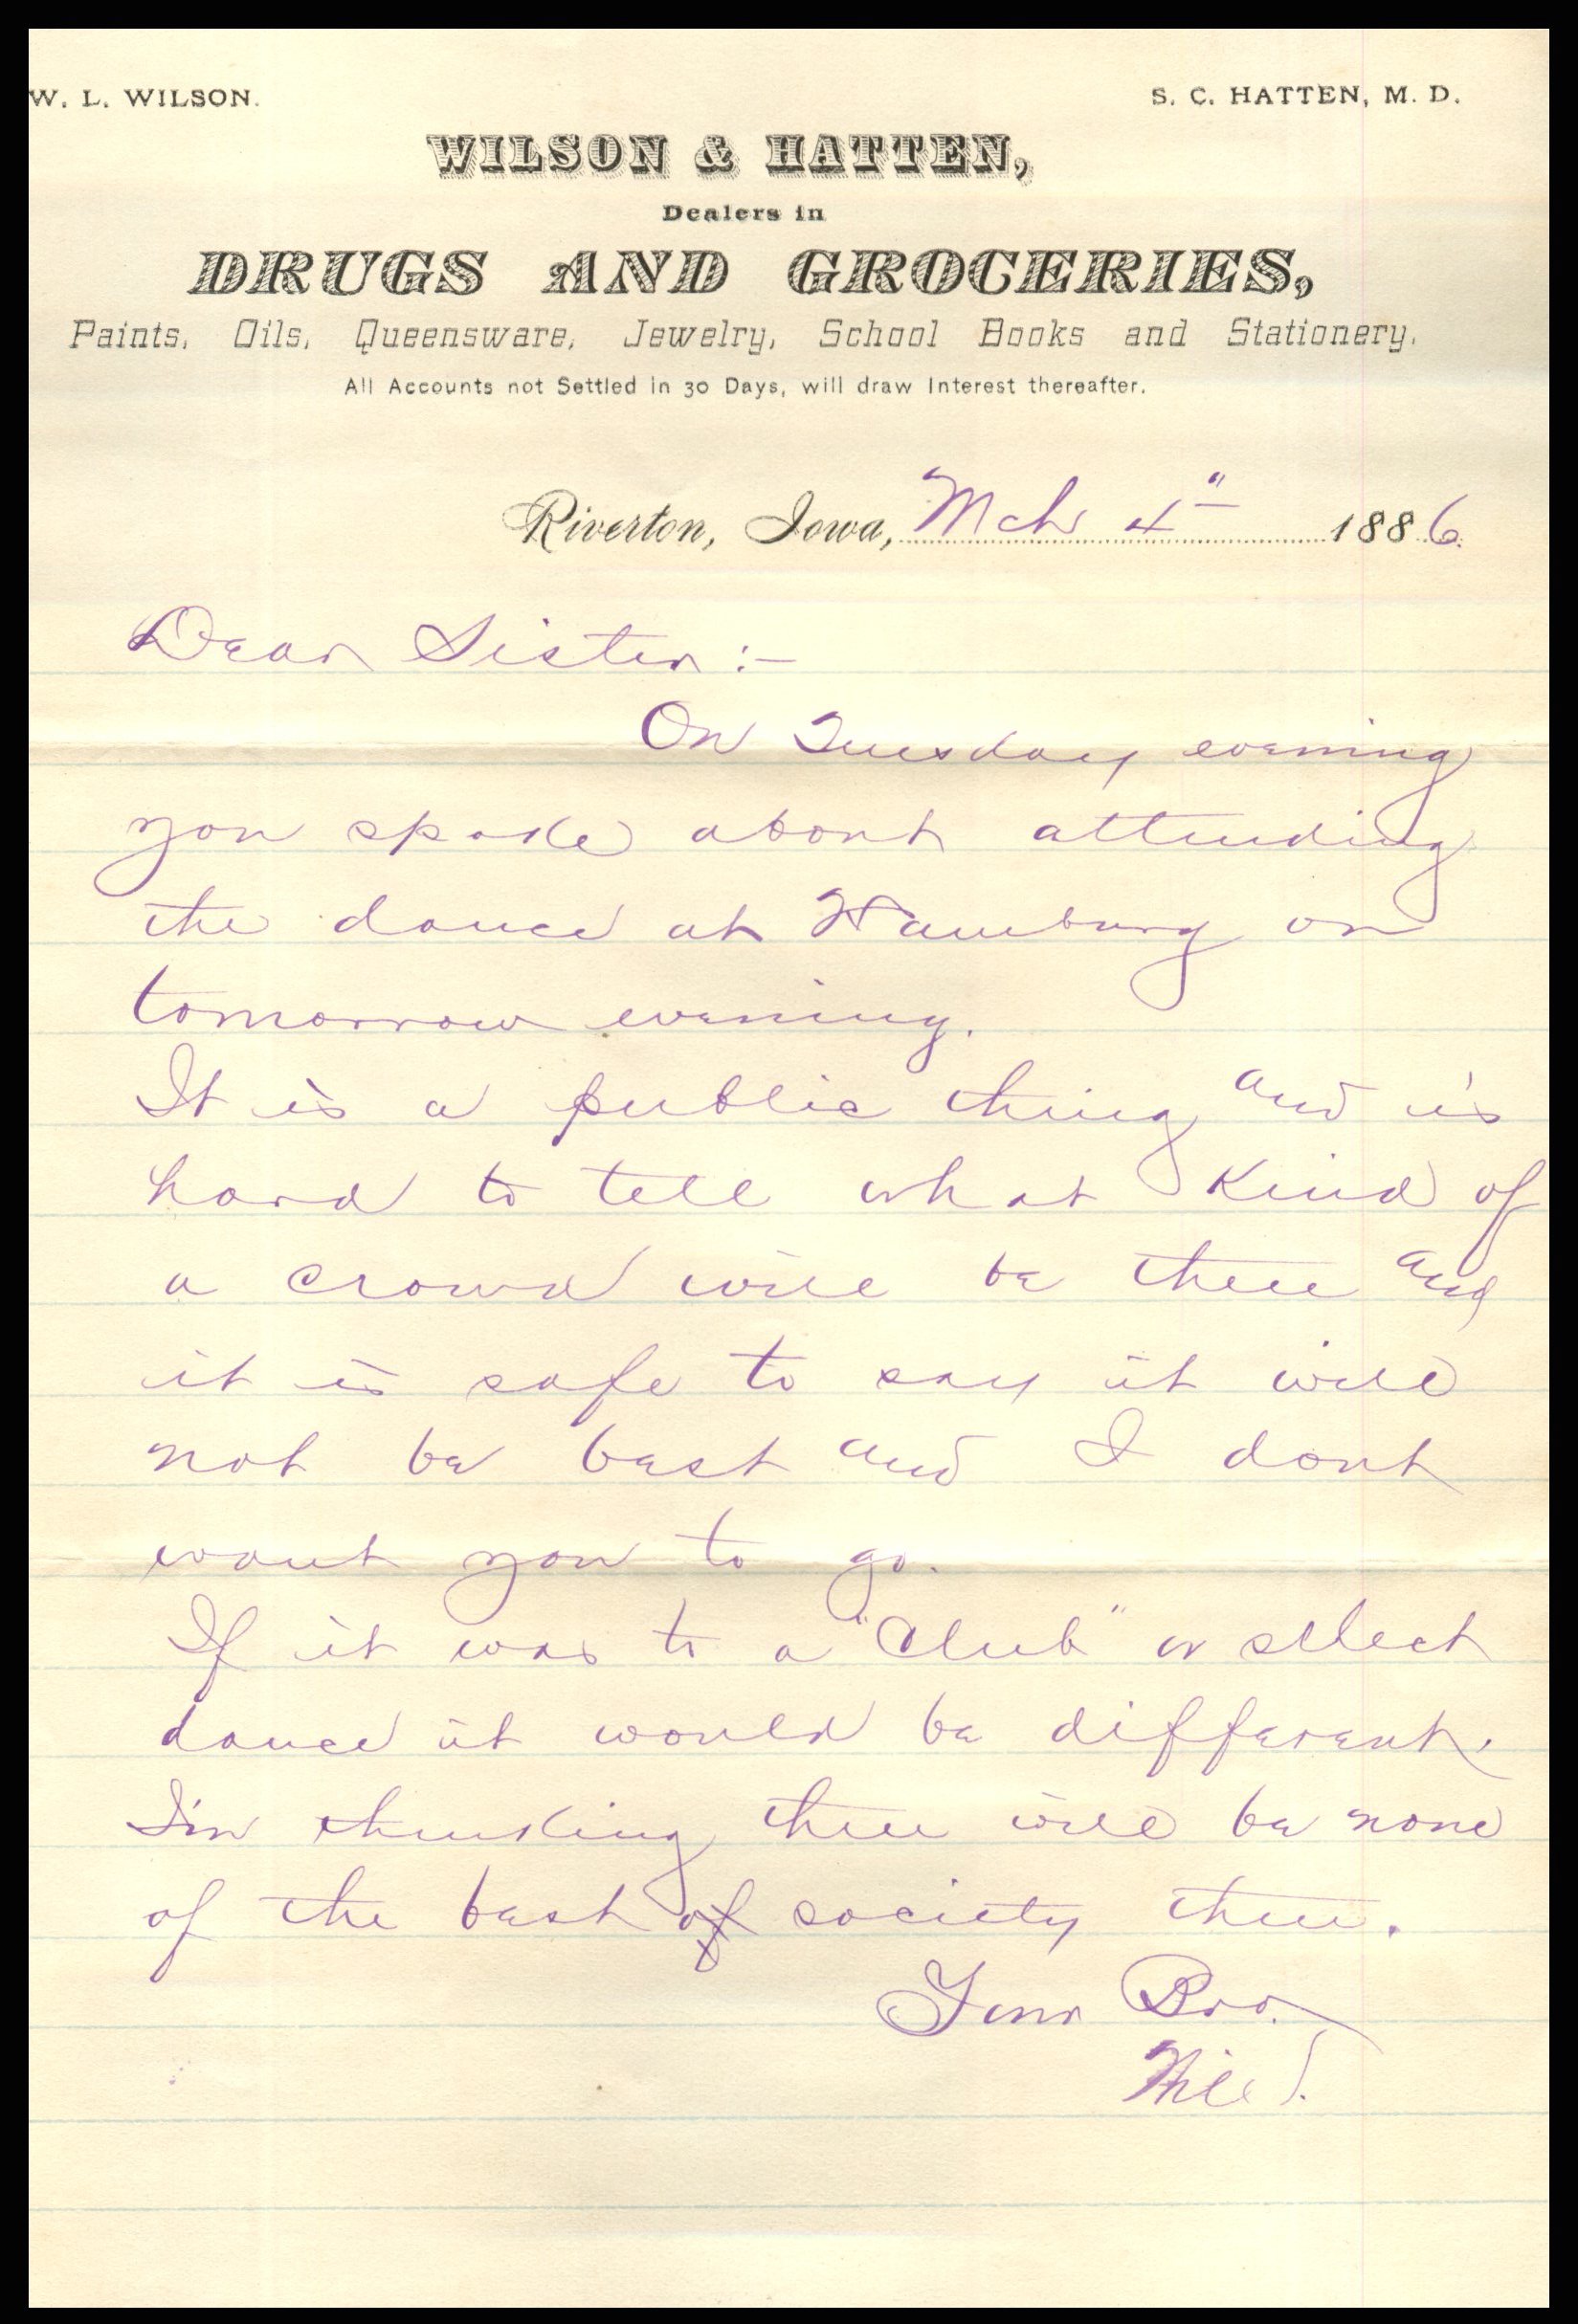 W. L. WILSON. S. C. HATTEN, M. D.
WILSON & HATTEN,
Dealers in
DRUGS AND GROCERIES,
Paints, Oils, Queensware, Jewelry, School Books and Stationery.
All Accounts not Settled in 30 Days, will draw Interest thereafter.
Riverton, Iowa, Mch 4" 1886.
Dear Sister :-
On Tuesday evening
you spoke about attending
the dance at Hamburg on
tomorrow evening.
It is a public thing and is
hard to tell what kind of
a crowd will be there and
it is safe to say it will
not be best and I dont
want you to go.
If it was to a "Club" or select
dance it would be different.
I'm thinking there will be none
of the best of society there.
Your Bro.
Will.